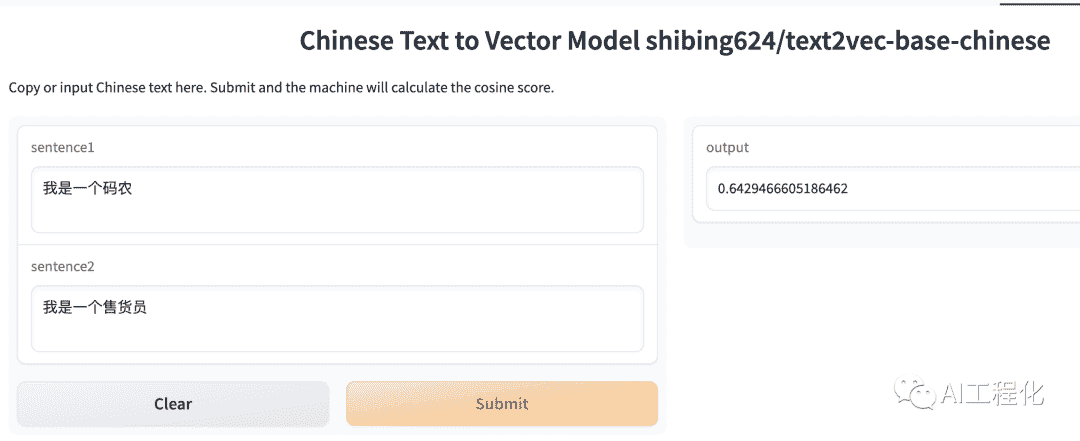 Chinese Text to Vector Model shibing624/text2vec-base-chinese
Copy or input Chinese text here. Submit and the machine will calculate the cosine score.
sentence1
我是一个码农
sentence2
我是一个售货员
Clear
Submit
output
0.6429466605186462
AI工程化